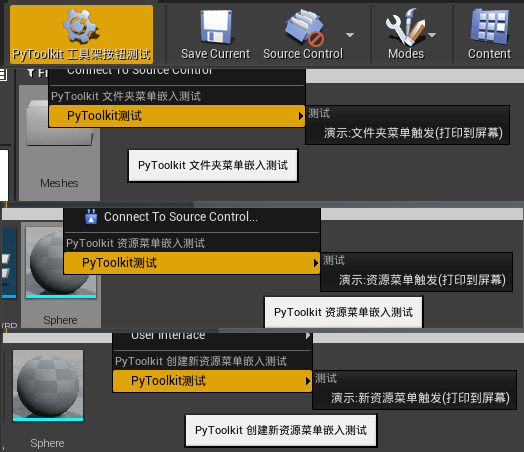 PyToolkit 工具架按钮测试
Save Current
Source Control
Modes
Content
Connect To Source Control
PyToolkit 文件夹菜单嵌入测试
PyToolkit测试
测试
演示:文件夹菜单触发(打印到屏幕)
Meshes
PyToolkit 文件夹菜单嵌入测试
Connect To Source Control...
PyToolkit 资源菜单嵌入测试
PyToolkit测试
测试
演示:资源菜单触发(打印到屏幕)
Sphere
PyToolkit 资源菜单嵌入测试
User Interface
PyToolkit 创建新资源菜单嵌入测试
PyToolkit测试
测试
演示:新资源菜单触发(打印到屏幕)
Sphere
PyToolkit 创建新资源菜单嵌入测试